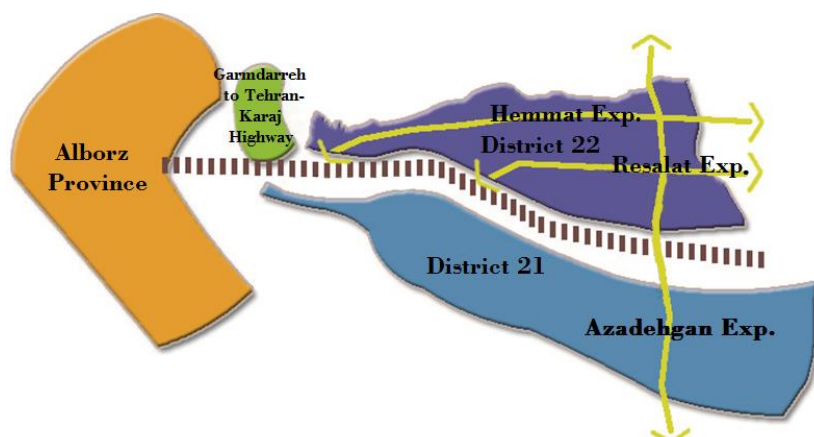 Garmdarreh
to Tehran-
Karaj
Highway
Alborz
Province
Hemmat Exp.
District 22
Resalat Exp.
District 21
Azadehgan Exp.